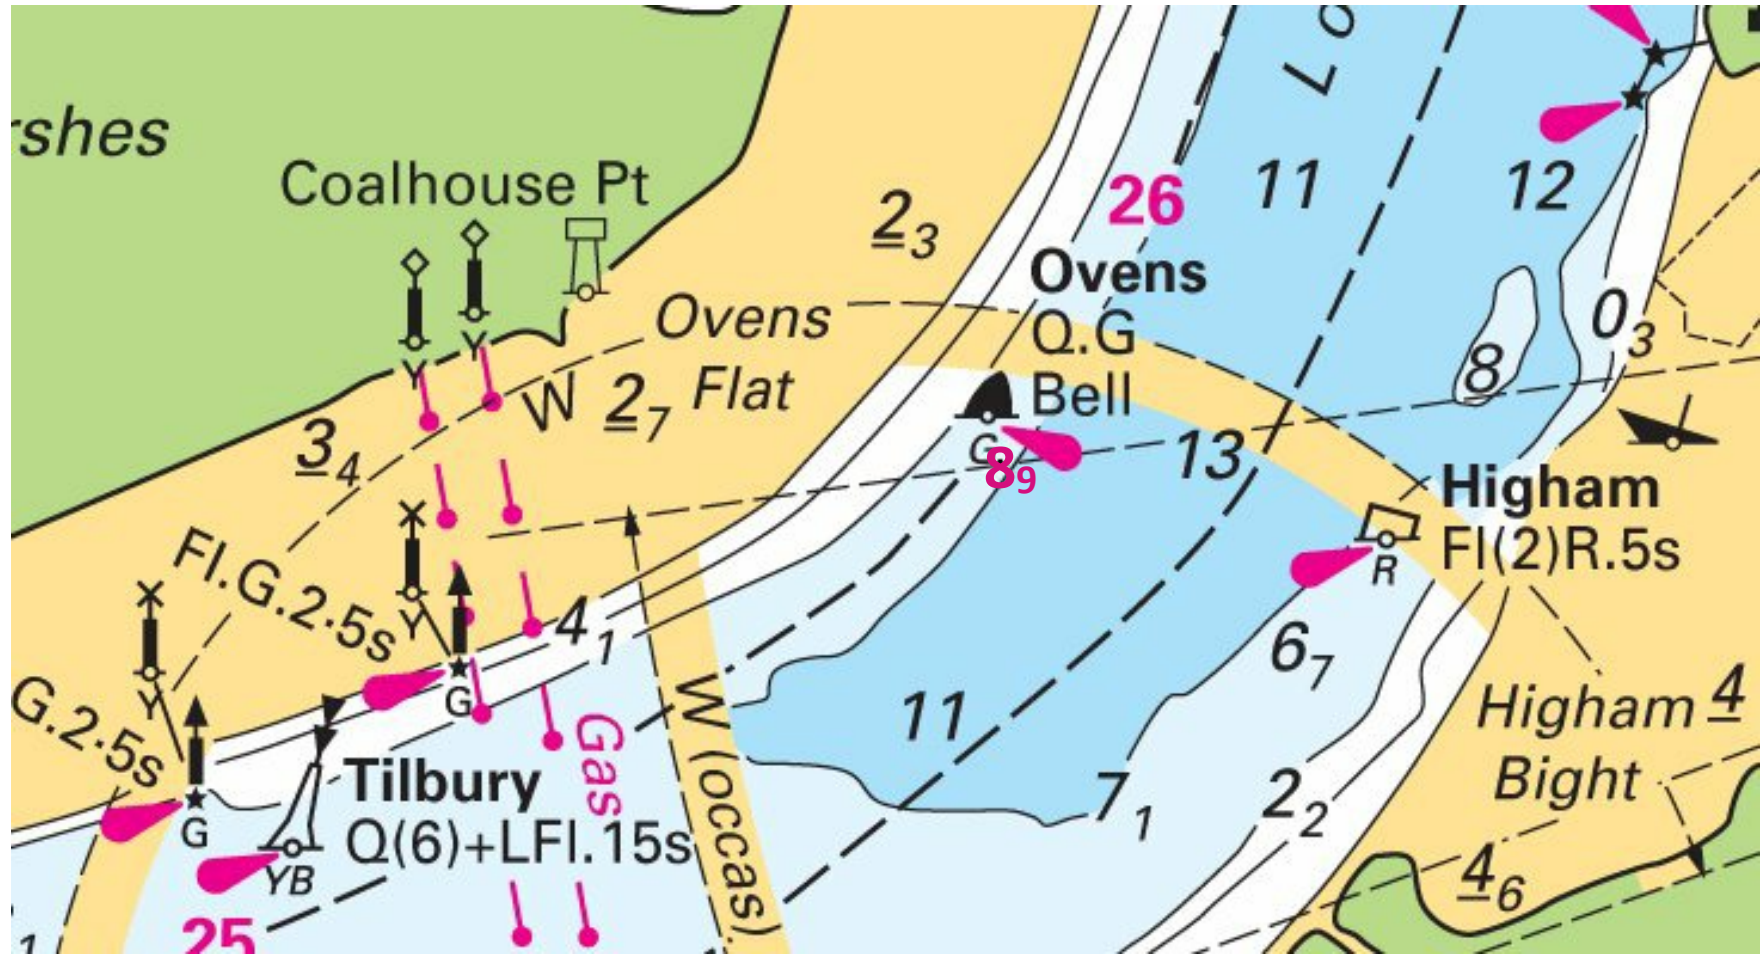 rshes
Coalhouse Pt
Lo
11
12
26
2₃
Ovens
Q.G
Bell
Ovens
Flat
W
2₇
0₃
8
Y
Y
3₄
G
8₉
13
Higham
Fl(2)R.5s
R
Fl.G.2·5s
Y
4₁
6₇
G
Y
G.2·5s
W (occas)
Gas
11
Higham
Bight
4
Tilbury
Q(6)+LFl.15s
G
YB
7₁
2₂
4₆
25
1